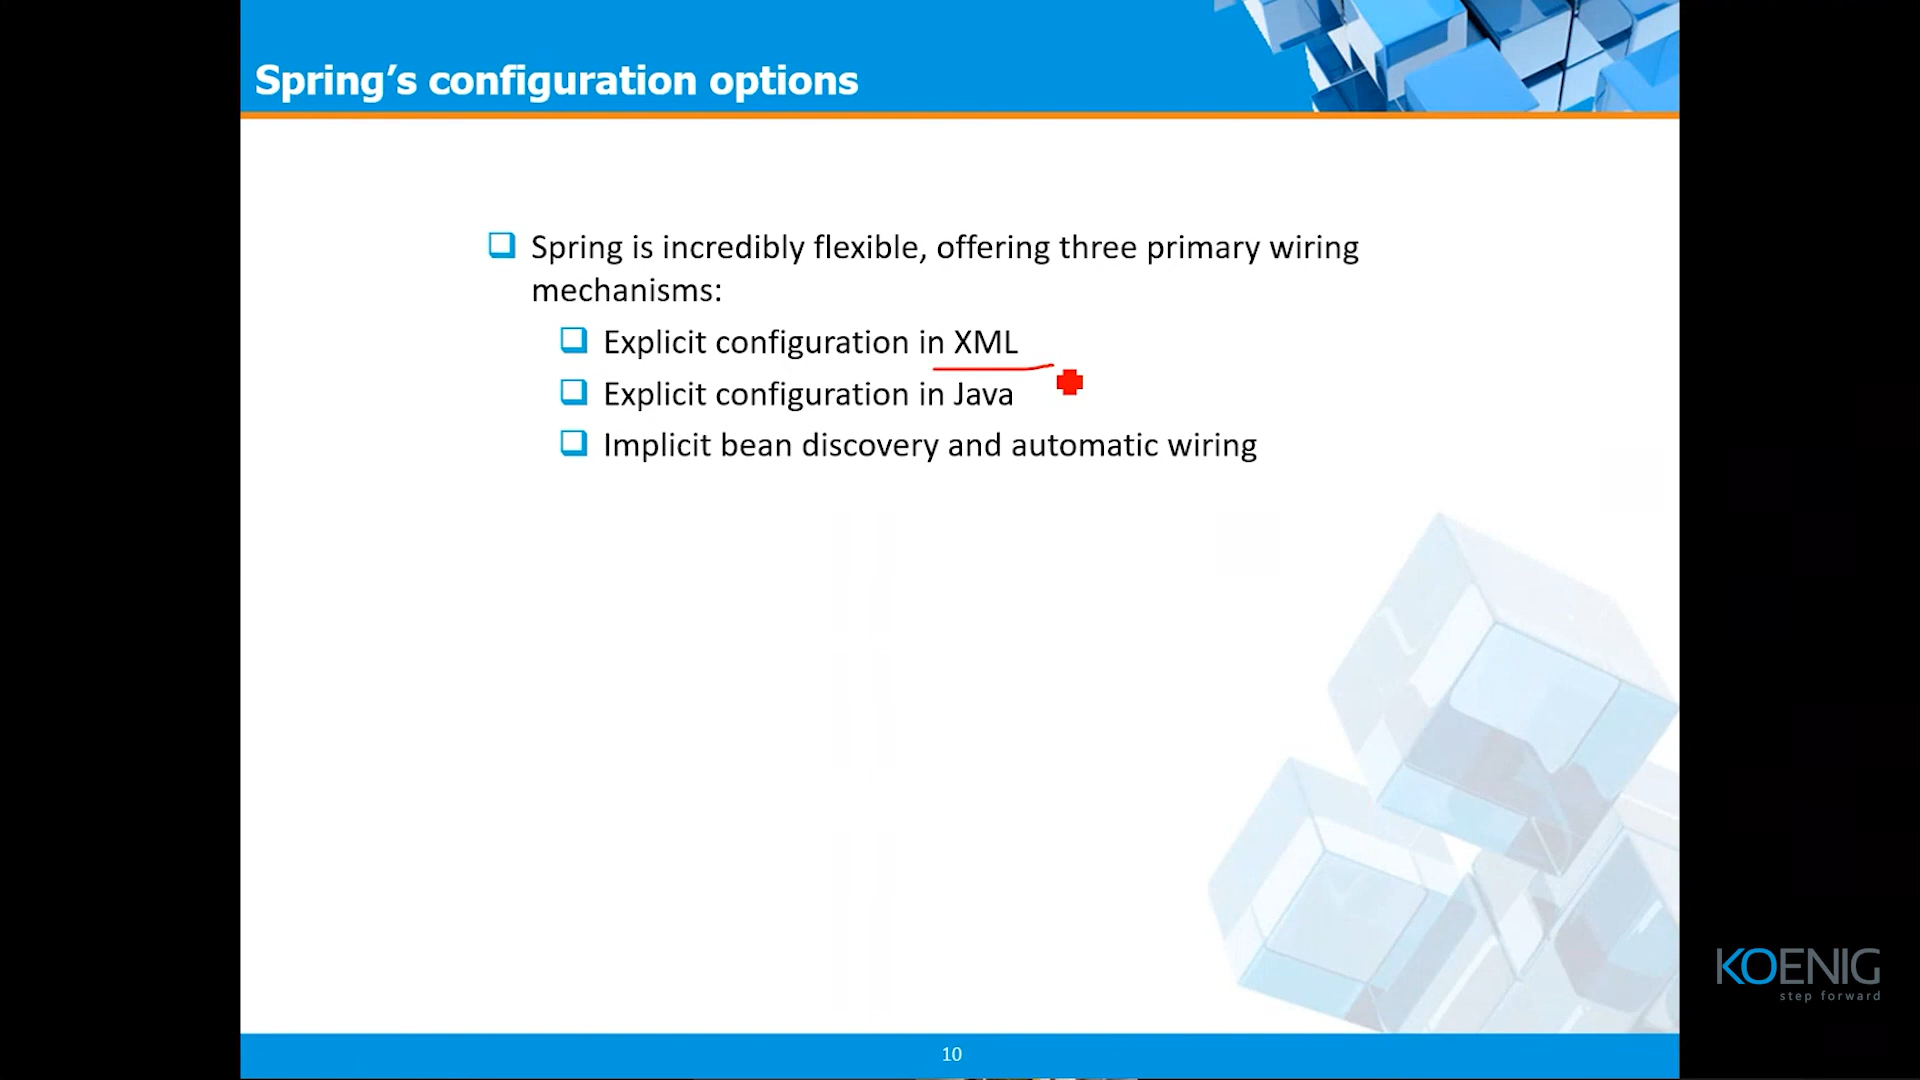 Spring’s configuration options
Spring is incredibly flexible, offering three primary wiring
mechanisms:
Explicit configuration in XML
Explicit configuration in Java
Implicit bean discovery and automatic wiring
KOENIG
step forward
10